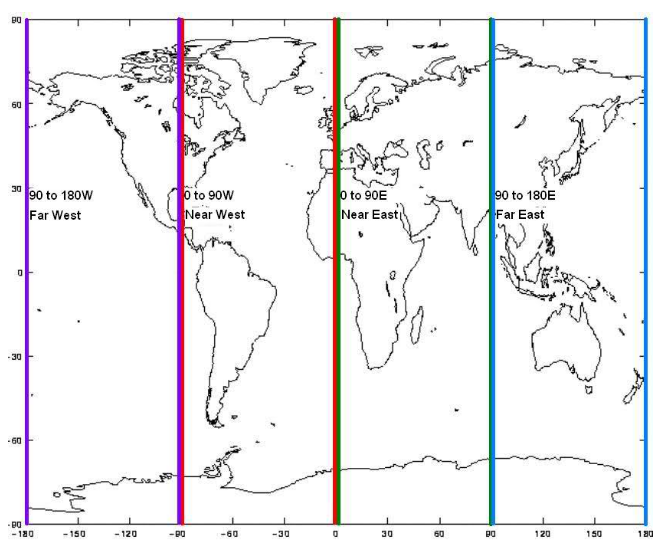 90
60
30
0
-30
-60
-90
90 to 180W
Far West
0 to 90W
Near West
0 to 90E
Near East
90 to 180E
Far East
-180 -150 -120 -90 -60 -30 0 30 60 90 120 150 180